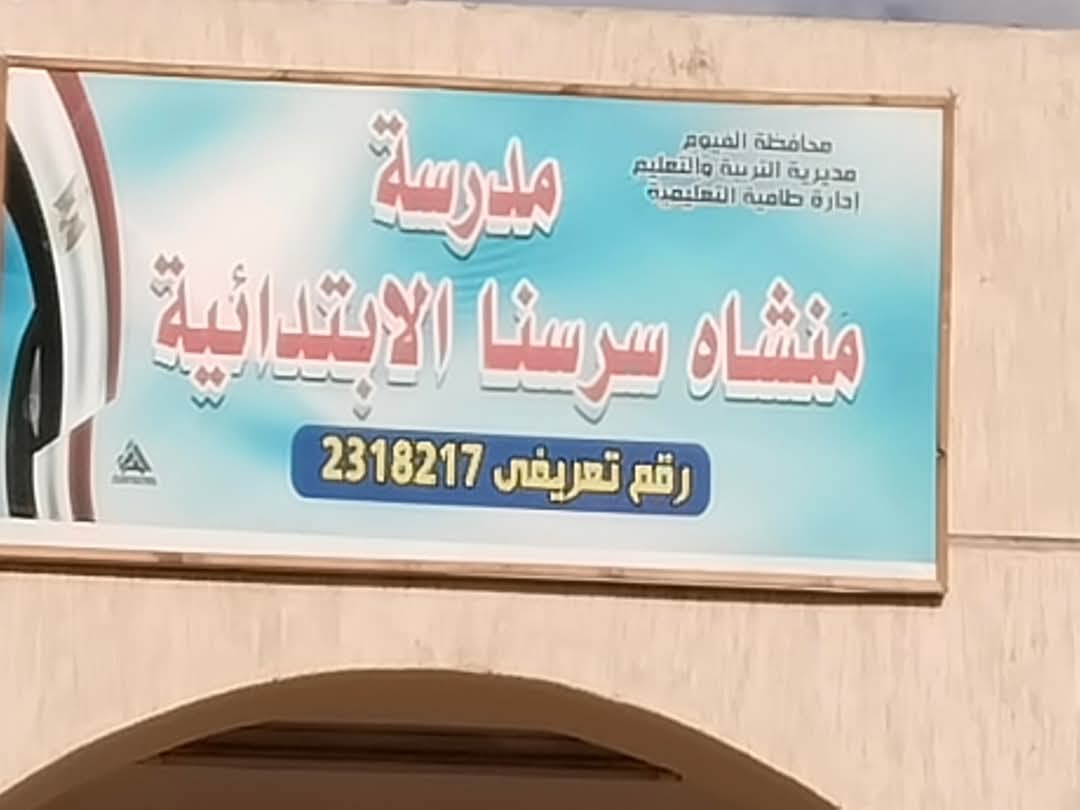 محافظة الفيوم
مديرية التربية والتعليم
إدارة طامية التعليمية
مدرسة
منشاه سرسنا الابتدائية
رقم تعريفى 2318217